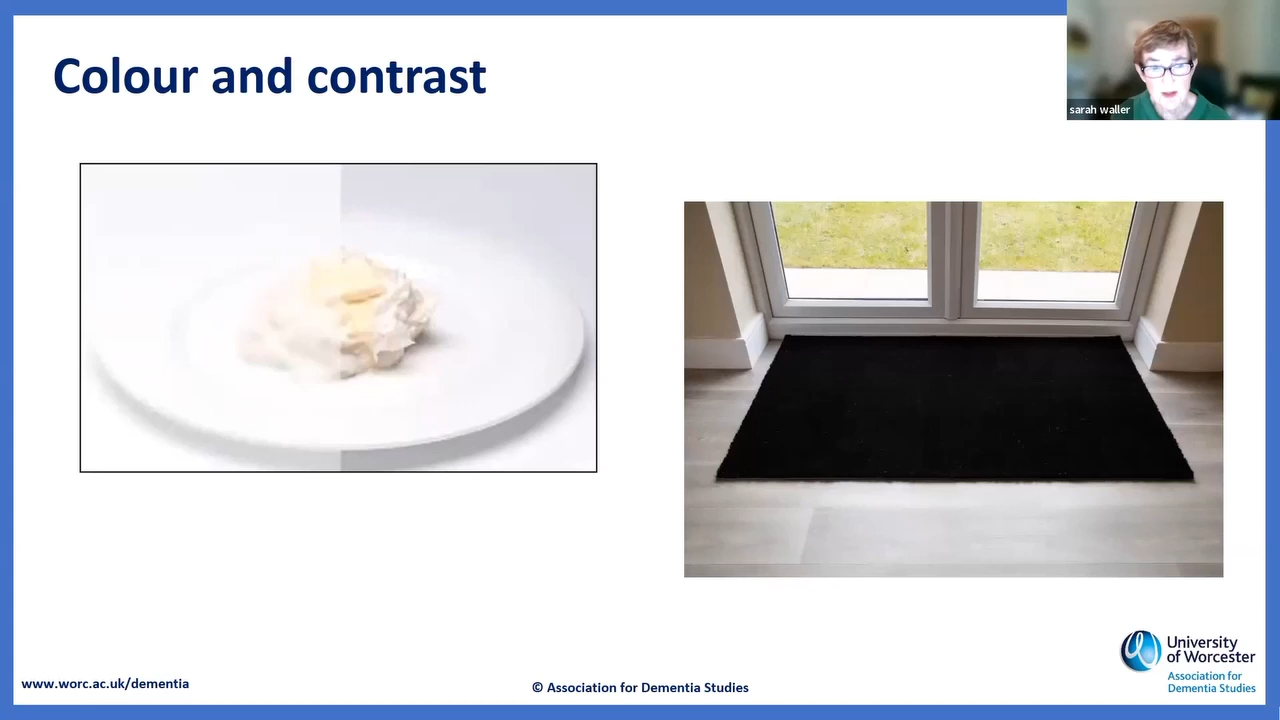 Colour and contrast
sarah waller
University
of Worcester
Association for
Dementia Studies
www.worc.ac.uk/dementia
© Association for Dementia Studies